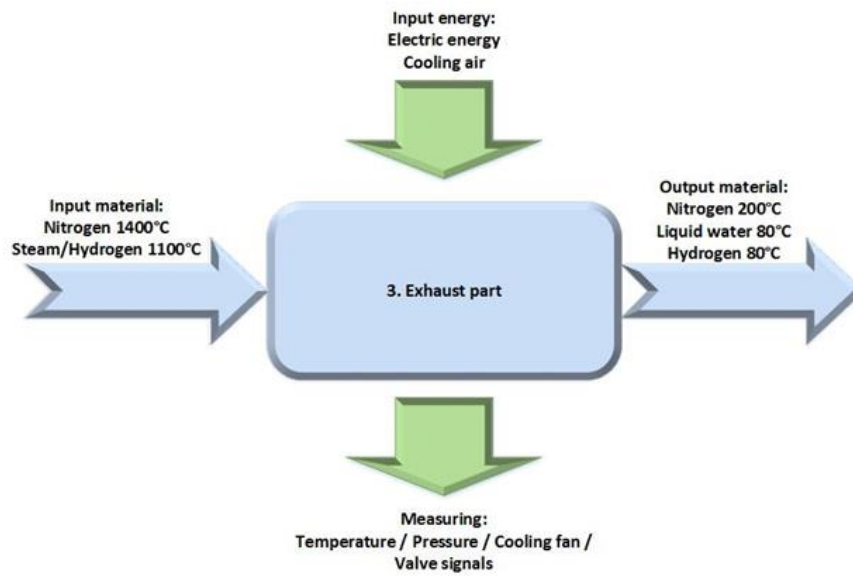 Input energy:
Electric energy
Cooling air
Input material:
Nitrogen 1400°C
Steam/Hydrogen 1100°C
3. Exhaust part
Output material:
Nitrogen 200°C
Liquid water 80°C
Hydrogen 80°C
Measuring:
Temperature / Pressure / Cooling fan /
Valve signals